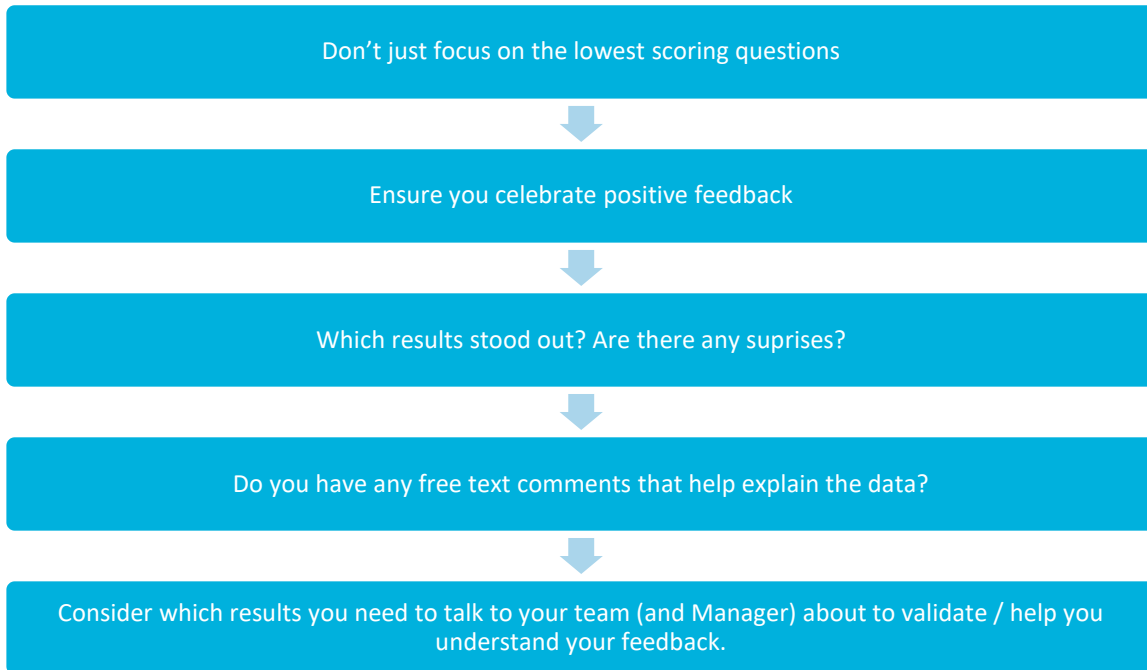 Don’t just focus on the lowest scoring questions
Ensure you celebrate positive feedback
Which results stood out? Are there any suprises?
Do you have any free text comments that help explain the data?
Consider which results you need to talk to your team (and Manager) about to validate / help you
understand your feedback.